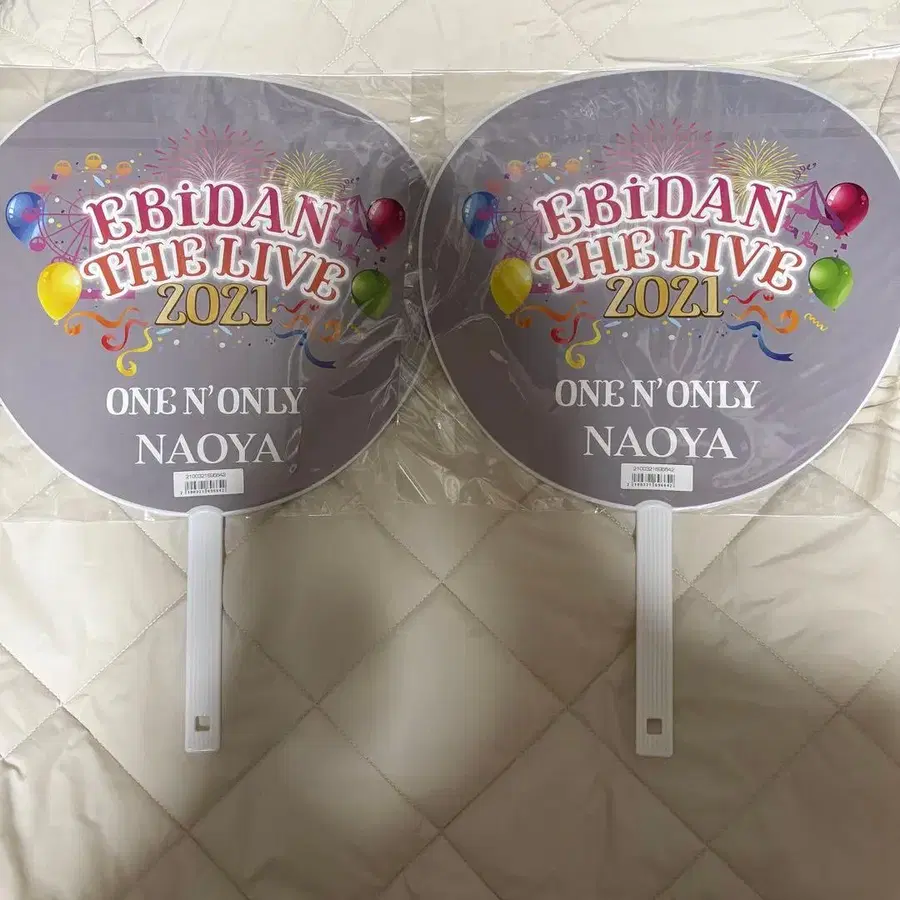 EBiDAN
THE LIVE
2021
ONE N' ONLY
NAOYA
EBiDAN
THE LIVE
2021
ONE N' ONLY
NAOYA